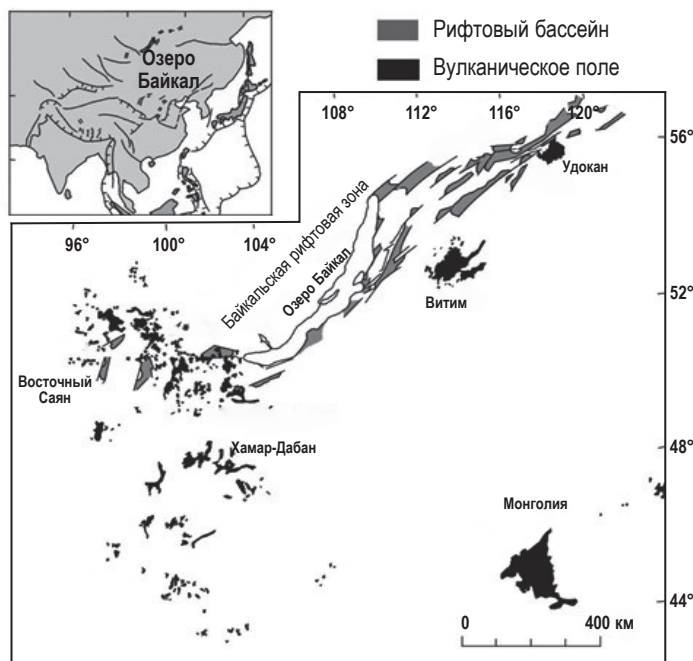 Озеро
Байкал
Рифтовый бассейн
Вулканическое поле
108°
112°
116°
120°
56°
Удокан
96°
100°
104°
Байкальская рифтовая зона
Озеро Байкал
Витим
52°
Восточный
Саян
Хамар-Дабан
48°
Монголия
44°
0
400 км